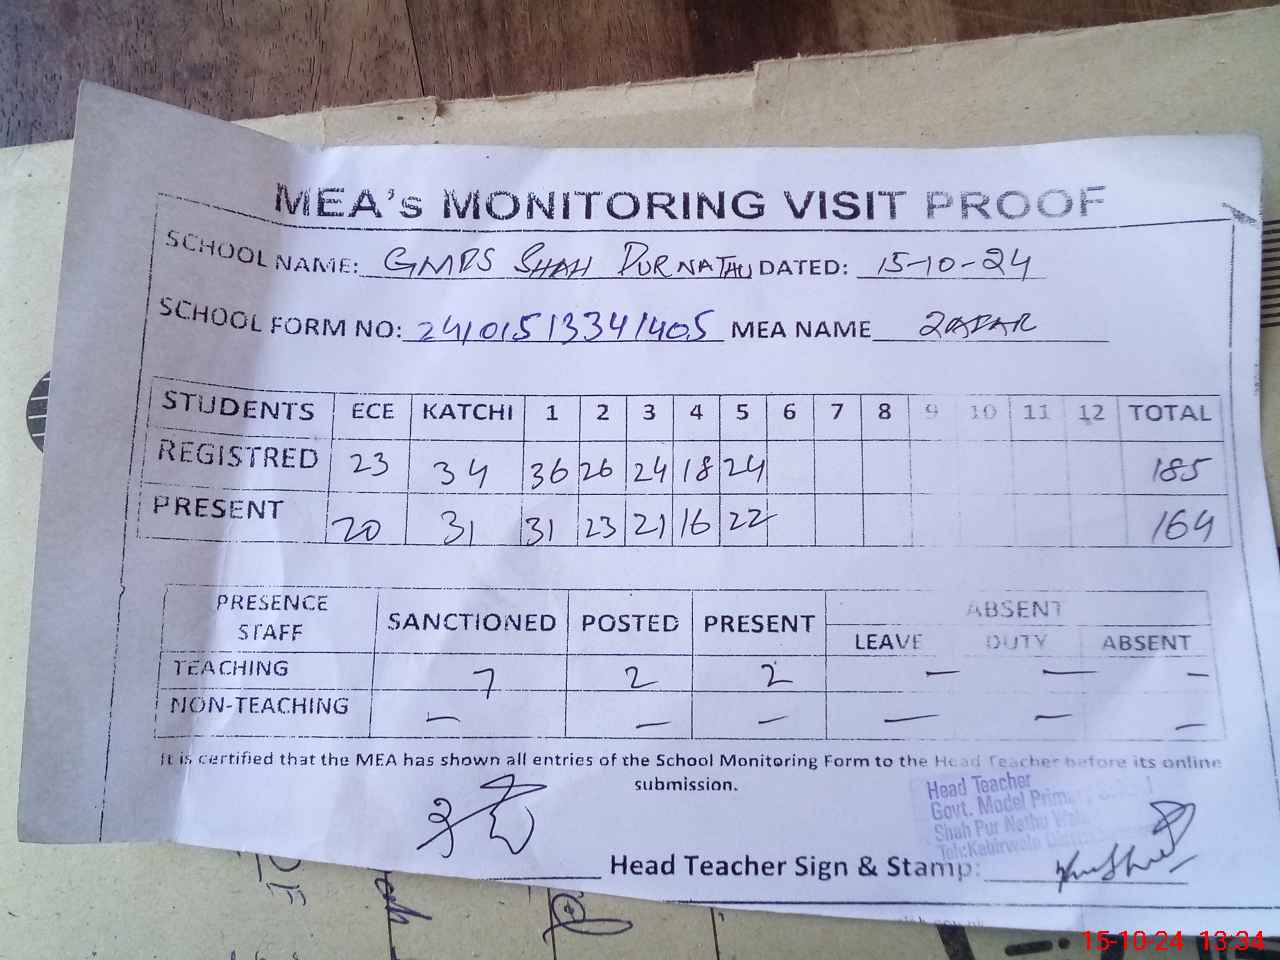 MEA's MONITORING VISIT PROOF
SCHOOL NAME: GMPS SHAH PUR NATHU DATED: 15-10-24
SCHOOL FORM NO: 24101513341405 MEA NAME ZAFAR
STUDENTS ECE KATCHI 1 2 3 4 5 6 7 8 9 10 11 12 TOTAL
REGISTRED 23 34 36 26 24 18 24 185
PRESENT 20 31 31 23 21 16 22 164
PRESENCE STAFF SANCTIONED POSTED PRESENT ABSENT
LEAVE DUTY ABSENT
TEACHING 7 2 2 — — —
NON-TEACHING — — — — — —
It is certified that the MEA has shown all entries of the School Monitoring Form to the Head Teacher before its online
submission.
Head Teacher
Govt. Model Primary
Shah Pur Nathu
Teh: Kabirwala
Head Teacher Sign & Stamp:
15-10-24 13:34